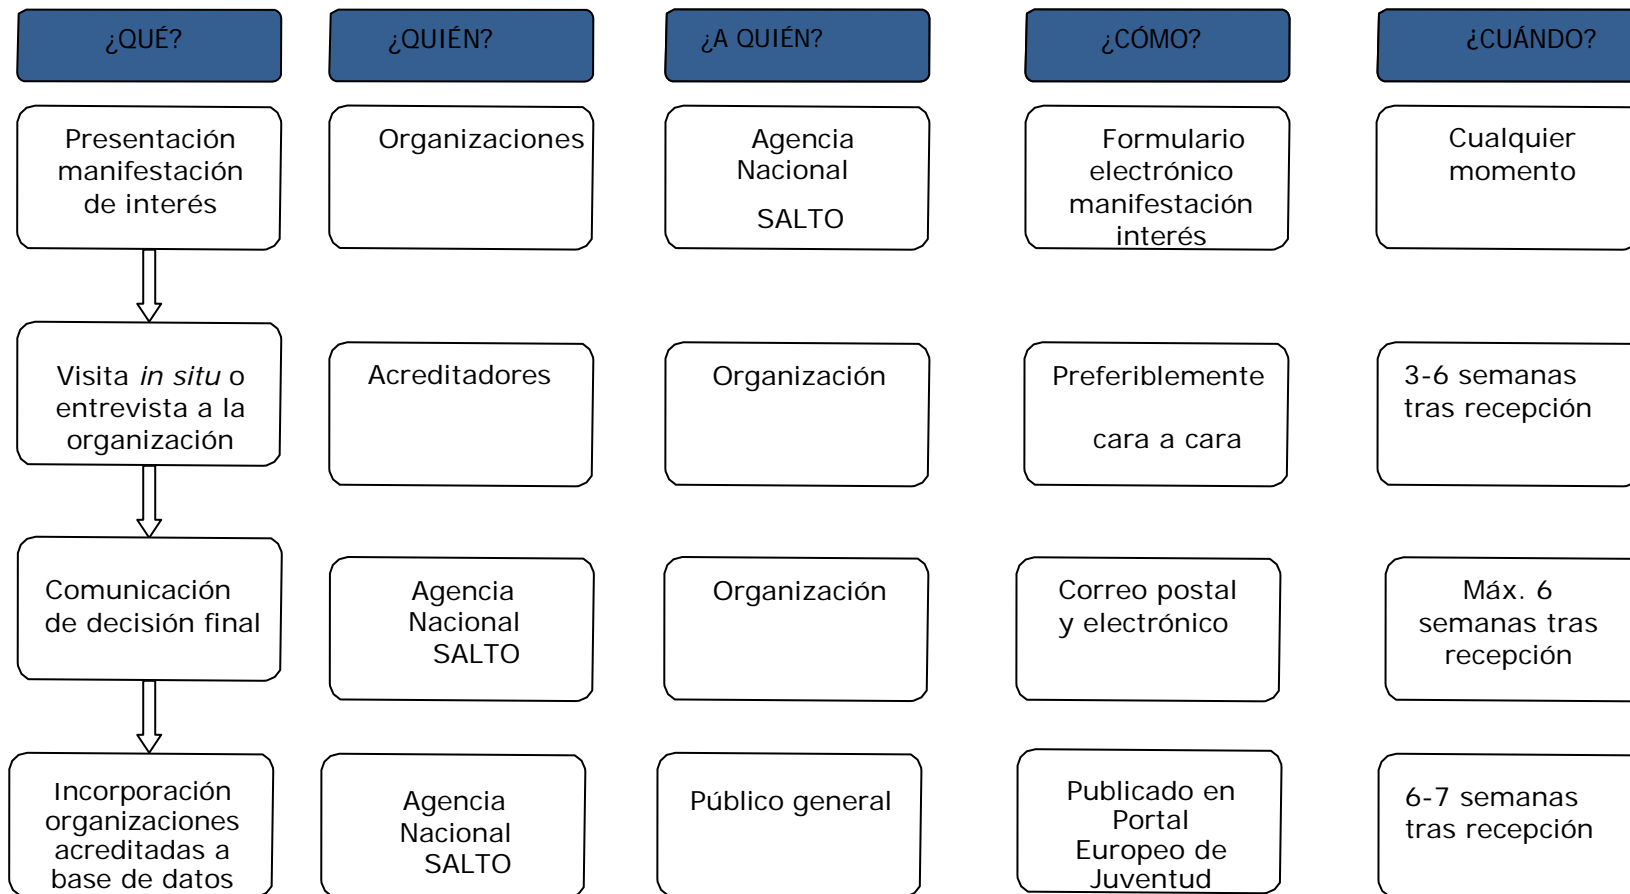 ¿QUÉ?
¿QUIÉN?
¿A QUIÉN?
¿CÓMO?
¿CUÁNDO?
Presentación
manifestación
de interés
Organizaciones
Agencia
Nacional
SALTO
Formulario
electrónico
manifestación
interés
Cualquier
momento
Visita in situ o
entrevista a la
organización
Acreditadores
Organización
Preferiblemente
cara a cara
3-6 semanas
tras recepción
Comunicación
de decisión final
Agencia
Nacional
SALTO
Organización
Correo postal
y electrónico
Máx. 6
semanas tras
recepción
Incorporación
organizaciones
acreditadas a
base de datos
Agencia
Nacional
SALTO
Público general
Publicado en
Portal
Europeo de
Juventud
6-7 semanas
tras recepción